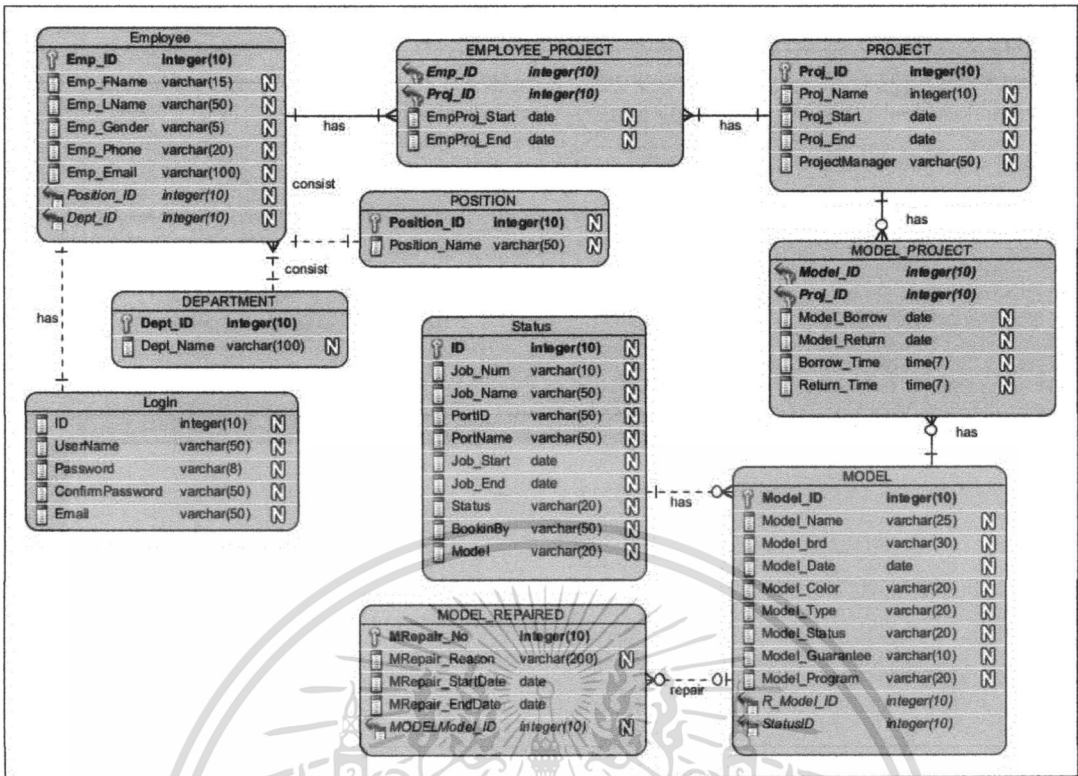 Employee
Emp_ID integer(10)
Emp_FName varchar(15) N
Emp_LName varchar(50) N
Emp_Gender varchar(5) N
Emp_Phone varchar(20) N
Emp_Email varchar(100) N
Position_ID integer(10) N
Dept_ID integer(10) N
has
EMPLOYEE_PROJECT
Emp_ID integer(10)
Proj_ID integer(10)
EmpProj_Start date N
EmpProj_End date N
has
PROJECT
Proj_ID integer(10)
Proj_Name integer(10) N
Proj_Start date N
Proj_End date N
ProjectManager varchar(50) N
consist
POSITION
Position_ID integer(10) N
Position_Name varchar(50) N
has
consist
DEPARTMENT
Dept_ID integer(10)
Dept_Name varchar(100) N
has
MODEL_PROJECT
Model_ID integer(10)
Proj_ID integer(10)
Model_Borrow date N
Model_Return date N
Borrow_Time time(7) N
Return_Time time(7) N
has
Login
ID integer(10) N
UserName varchar(50) N
Password varchar(8) N
ConfirmPassword varchar(50) N
Email varchar(50) N
Status
ID integer(10) N
Job_Num varchar(10) N
Job_Name varchar(50) N
PortID varchar(50) N
PortName varchar(50) N
Job_Start date N
Job_End date N
Status varchar(20) N
BookinBy varchar(50) N
Model varchar(20) N
has
MODEL
Model_ID integer(10)
Model_Name varchar(25) N
Model_brd varchar(30) N
Model_Date date N
Model_Color varchar(20) N
Model_Type varchar(20) N
Model_Status varchar(20) N
Model_Guarantee varchar(10) N
Model_Program varchar(20) N
R_Model_ID integer(10)
StatusID integer(10)
MODEL_REPAIRED
MRepair_No integer(10)
MRepair_Reason varchar(200) N
MRepair_StartDate date
MRepair_EndDate date
MODELModel_ID integer(10) N
repair